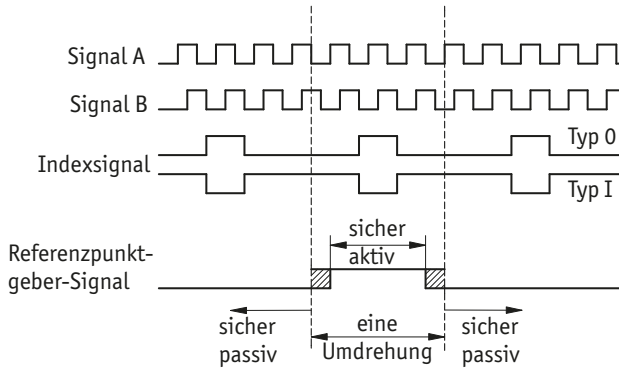 Signal A
Signal B
Typ 0
Indexsignal
Typ I
sicher
aktiv
Referenzpunkt-
geber-Signal
sicher
passiv
eine
Umdrehung
sicher
passiv